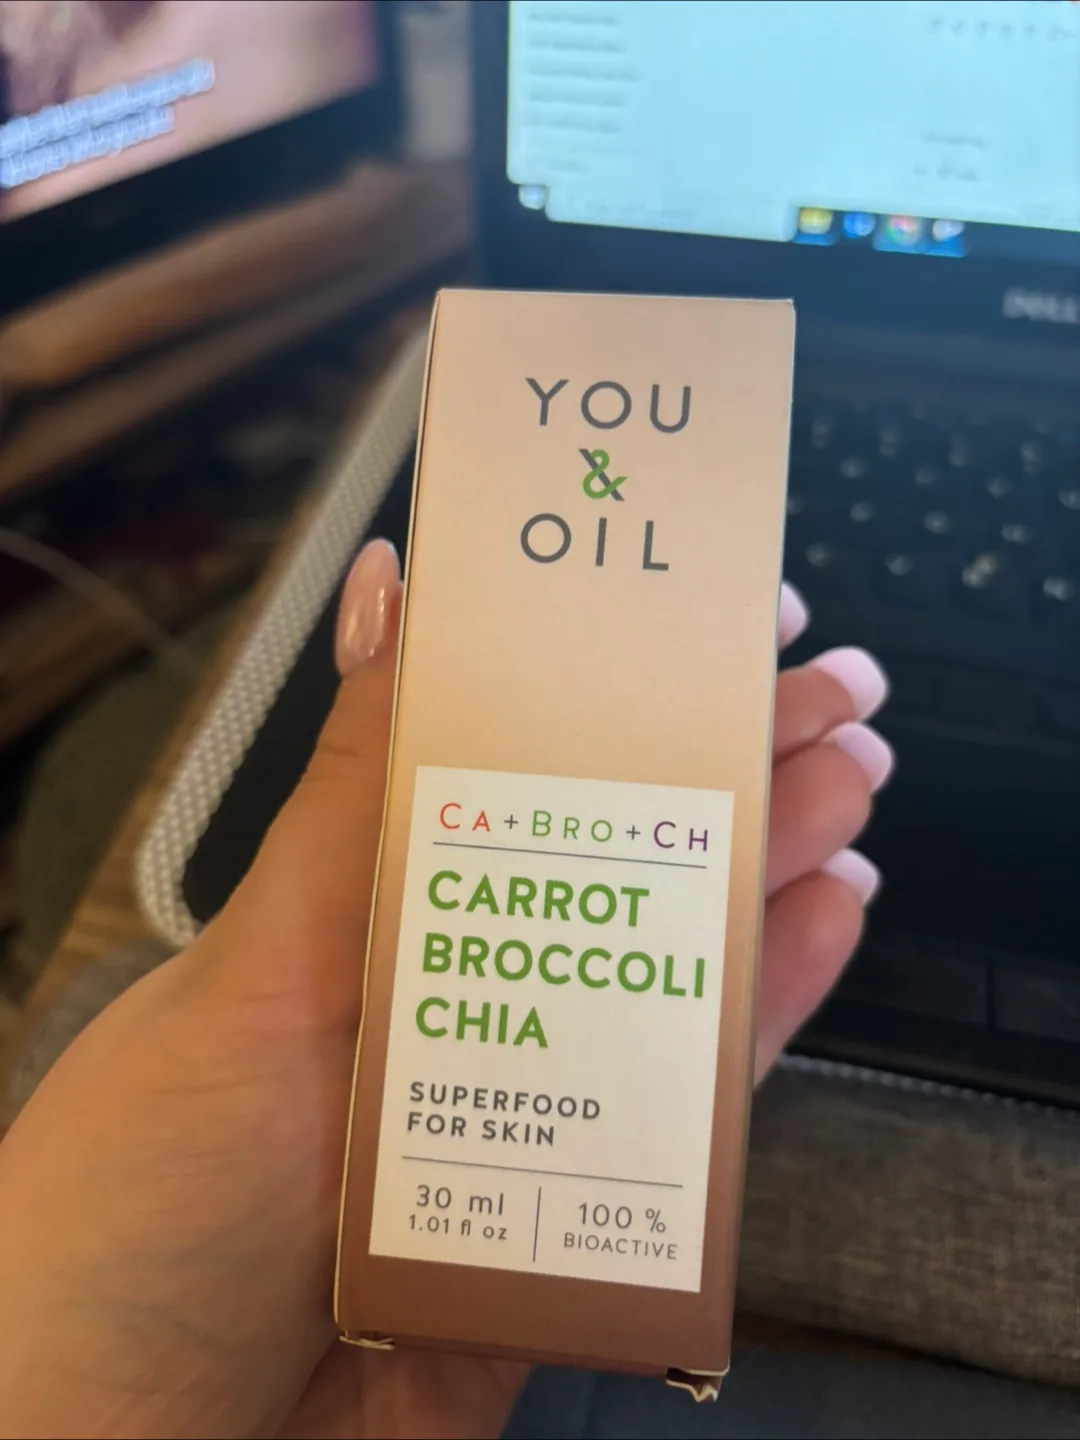 DELL
YOU
&
OIL
CA + BRO + CH
CARROT
BROCCOLI
CHIA
SUPERFOOD
FOR SKIN
30 ml
1.01 fl oz
100 %
BIOACTIVE